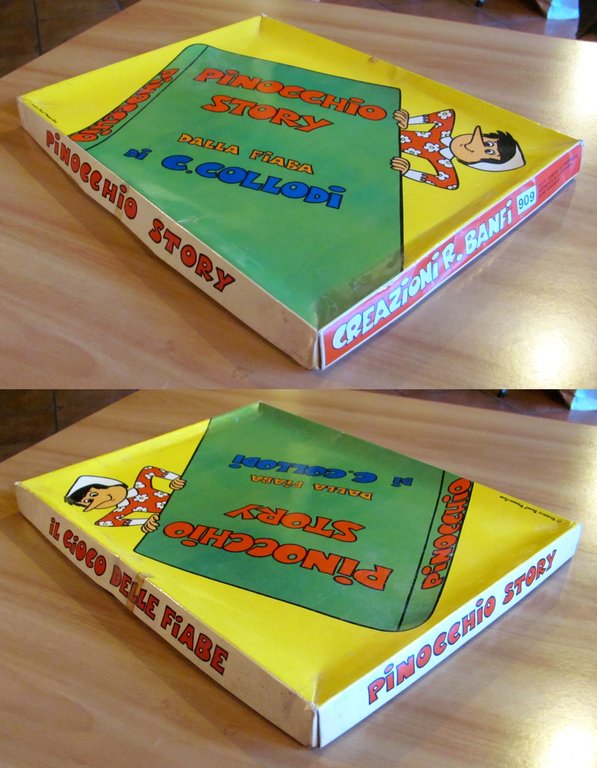 PINOCCHIO
STORY
DALLA FIABA
DI C. COLLODI
PINOCCHIO
PINOCCHIO STORY
CREAZIONI R. BANFI
909
PINOCCHIO
STORY
DALLA FIABA
DI C. COLLODI
PINOCCHIO
IL GIOCO DELLE FIABE
PINOCCHIO STORY